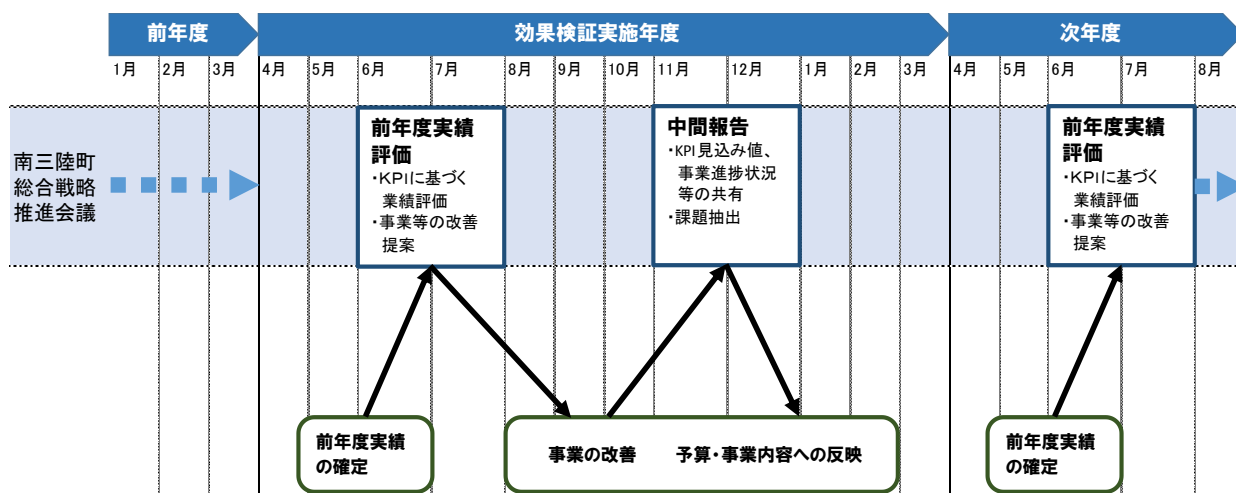 前年度
効果検証実施年度
次年度
1月
2月
3月
4月
5月
6月
7月
8月
9月
10月
11月
12月
1月
2月
3月
4月
5月
6月
7月
8月
南三陸町
総合戦略
推進会議
前年度実績
評価
・KPIに基づく
業績評価
・事業等の改善
提案
中間報告
・KPI見込み値、
事業進捗状況
等の共有
・課題抽出
前年度実績
評価
・KPIに基づく
業績評価
・事業等の改善
提案
前年度実績
の確定
事業の改善
予算・事業内容への反映
前年度実績
の確定